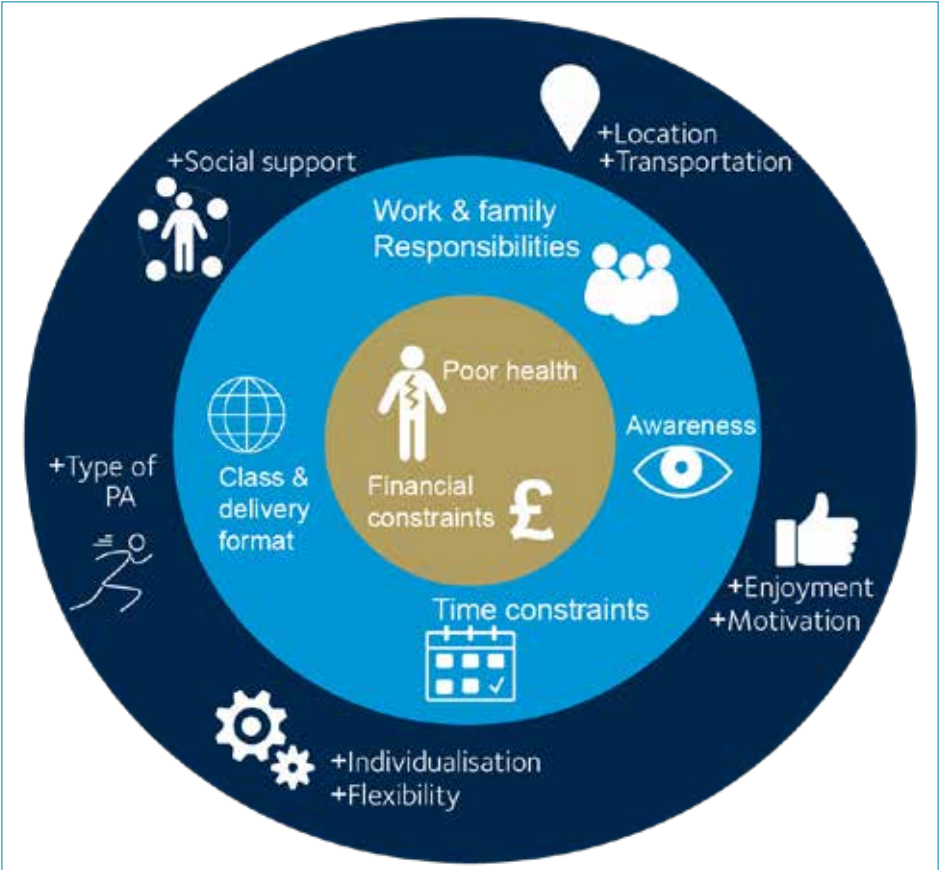 +Location
+Transportation
+Social support
Work & family
Responsibilities
Poor health
Awareness
+Type of
PA
Class &
delivery
format
Financial
constraints
£
+Enjoyment
+Motivation
Time constraints
+Individualisation
+Flexibility